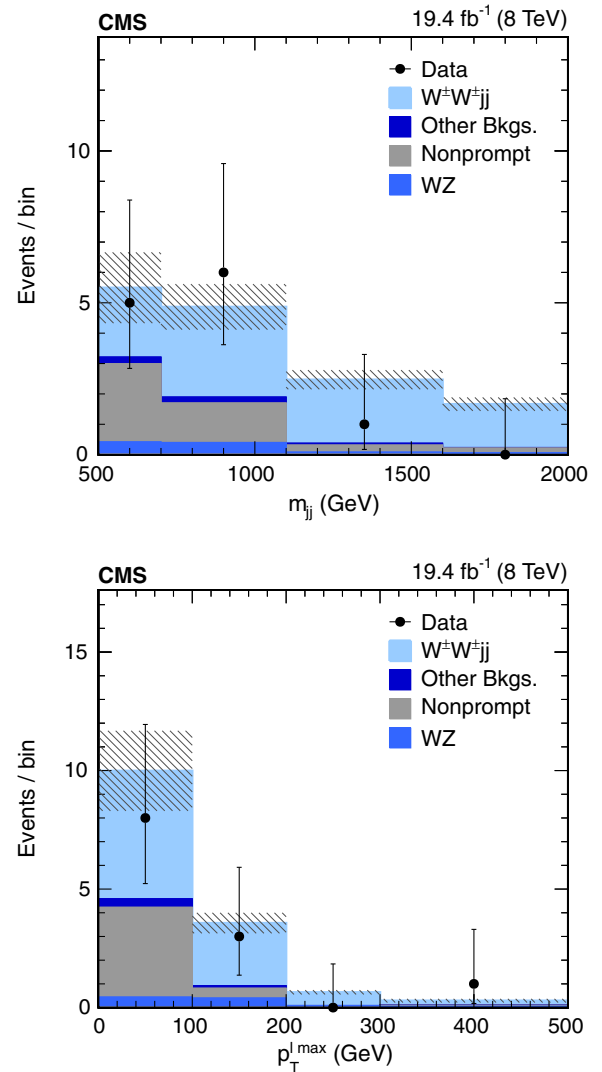 CMS 19.4 fb⁻¹ (8 TeV)
Data
W±W±jj
Other Bkgs.
Nonprompt
WZ
Events / bin
10
5
0
500 1000 1500 2000
m_jj (GeV)
CMS 19.4 fb⁻¹ (8 TeV)
Data
W±W±jj
Other Bkgs.
Nonprompt
WZ
Events / bin
15
10
5
0
0 100 200 300 400 500
p_T^l max (GeV)